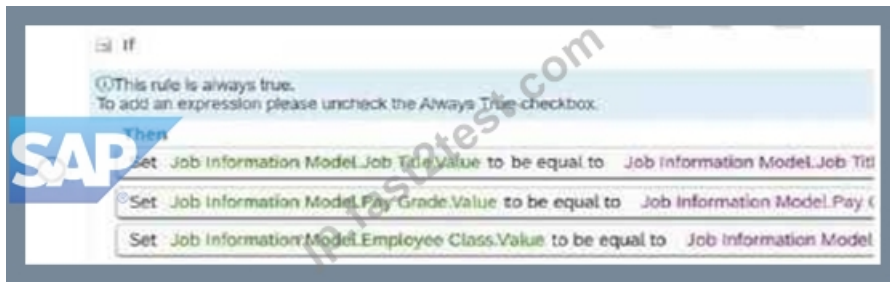 If
This rule is always true.
To add an expression please uncheck the Always True checkbox.
Then
Set Job Information Model.Job Title.Value to be equal to Job Information Model.Job Titl
Set Job Information Model.Pay Grade.Value to be equal to Job Information Model.Pay G
Set Job Information Model.Employee Class.Value to be equal to Job Information Model
SAP
jp.fast2test.com